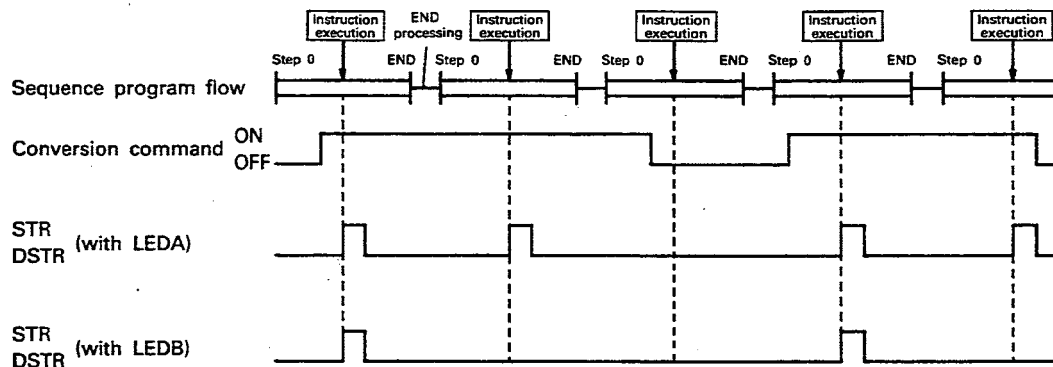 Instruction execution
END processing
Instruction execution
Instruction execution
Instruction execution
Instruction execution
Step 0 END Step 0 END Step 0 END Step 0 END Step 0
Sequence program flow
Conversion command ON
OFF
STR
DSTR (with LEDA)
STR
DSTR (with LEDB)